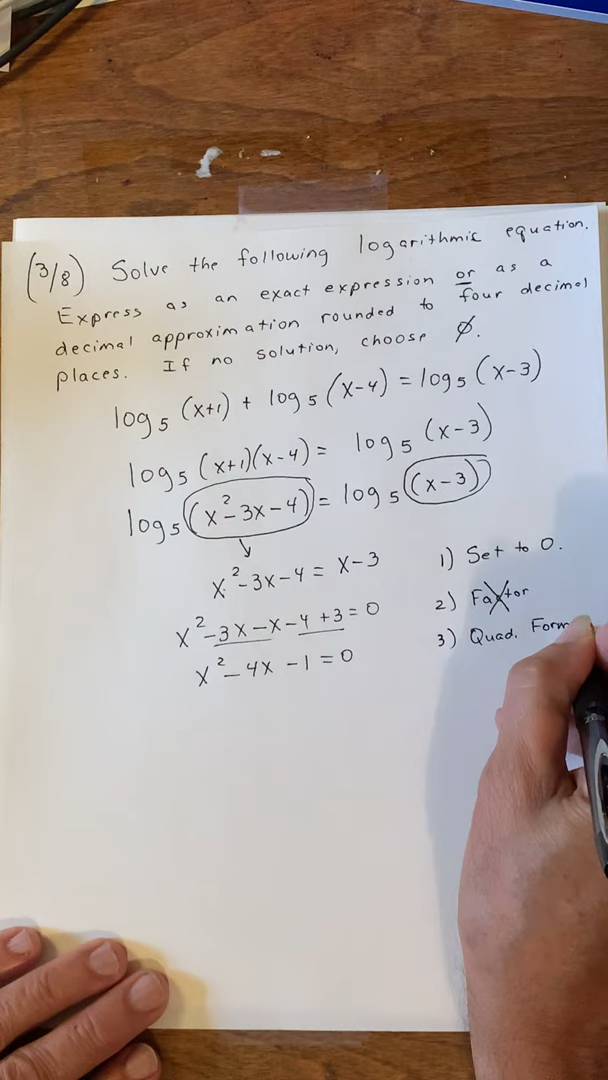 (3/8) Solve the following logarithmic equation.
Express as an exact expression or as a
decimal approximation rounded to four decimal
places. If no solution, choose ∅.
log₅(x+1) + log₅(x-4) = log₅(x-3)
log₅(x+1)(x-4) = log₅(x-3)
log₅(x²-3x-4) = log₅(x-3)
x²-3x-4 = x-3
x²-3x-x-4+3=0
x²-4x-1=0
1) Set to 0.
2) Factor
3) Quad. Form